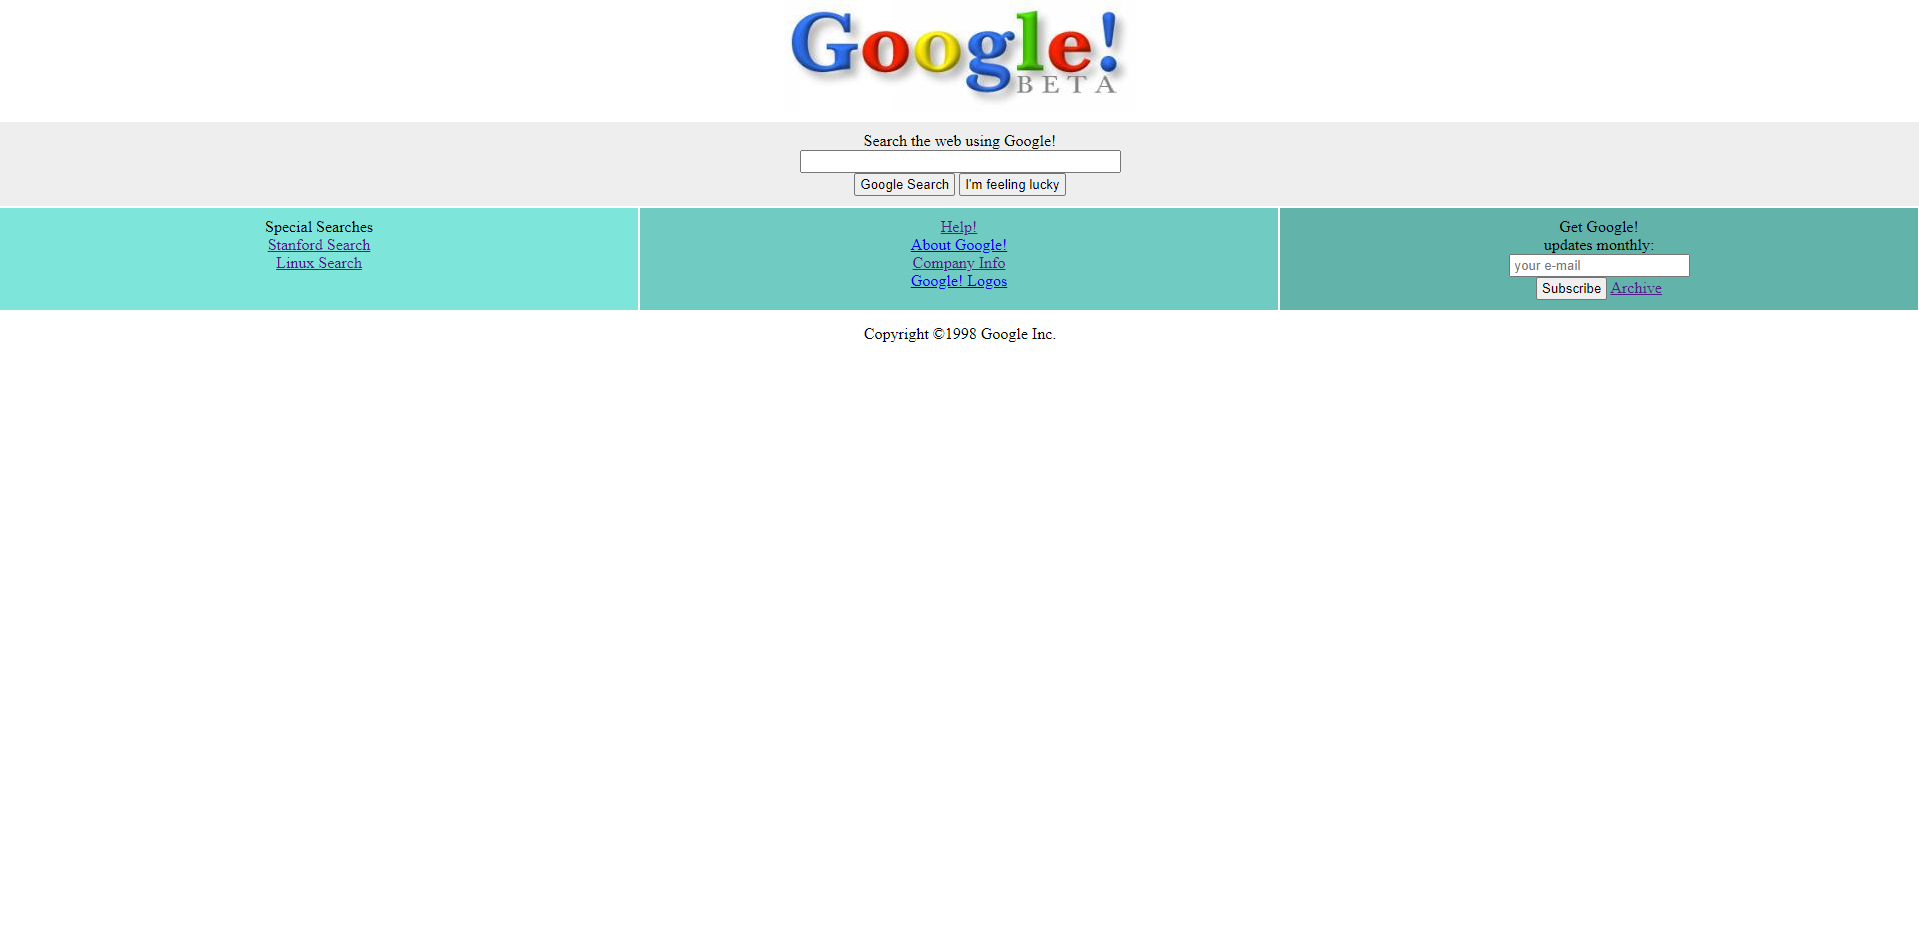 Google!
BETA
Search the web using Google!
Google Search I'm feeling lucky
Special Searches
Stanford Search
Linux Search
Help!
About Google!
Company Info
Google! Logos
Get Google!
updates monthly:
your e-mail
Subscribe Archive
Copyright ©1998 Google Inc.